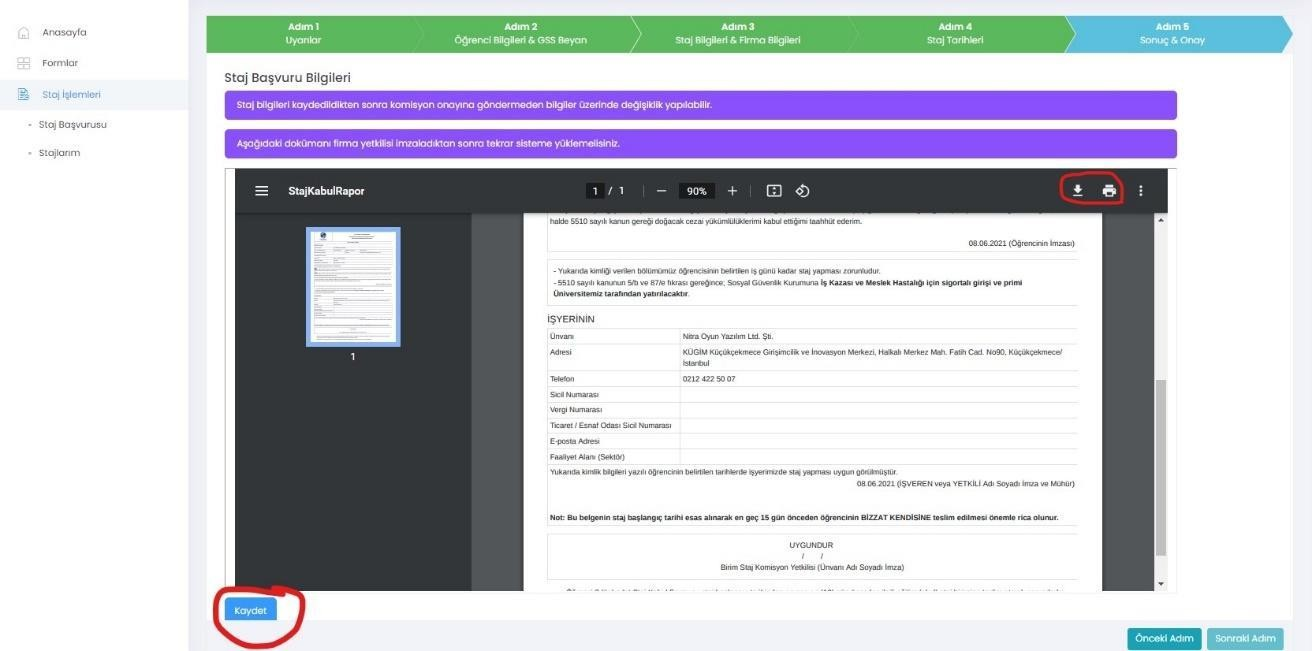 Anasayfa
Formlar
Staj İşlemleri
- Staj Başvurusu
- Stajlarım
Adım 1
Uyarılar
Adım 2
Öğrenci Bilgileri & GSS Beyan
Adım 3
Staj Bilgileri & Firma Bilgileri
Adım 4
Staj Tarihleri
Adım 5
Sonuç & Onay
Staj Başvuru Bilgileri
Staj bilgileri kaydedildikten sonra komisyon onayına göndermeden bilgiler üzerinde değişiklik yapılabilir.
Aşağıdaki dokümanı firma yetkilisi imzaladıktan sonra tekrar sisteme yüklemelisiniz.
StajKabulRapor
1 / 1
90%
1
halde 5510 sayılı kanun gereği doğacak cezai yükümlülüklerimi kabul ettiğimi taahhüt ederim.
08.06.2021 (Öğrencinin İmzası)
- Yukarıda kimliği verilen bölümümüz öğrencisinin belirtilen iş günü kadar staj yapması zorunludur.
- 5510 sayılı kanunun 5/b ve 87/e fıkrası gereğince; Sosyal Güvenlik Kurumuna İş Kazası ve Meslek Hastalığı için sigortalı girişi ve primi
Üniversitemiz tarafından yatırılacaktır.
İŞYERİNİN
Ünvanı Nitra Oyun Yazılım Ltd. Şti.
Adresi KÜGİM Küçükçekmece Girişimcilik ve İnovasyon Merkezi, Halkalı Merkez Mah. Fatih Cad. No90, Küçükçekmece/
İstanbul
Telefon 0212 422 50 07
Sicil Numarası
Vergi Numarası
Ticaret / Esnaf Odası Sicil Numarası
E-posta Adresi
Faaliyet Alanı (Sektör)
Yukarıda kimlik bilgileri yazılı öğrencinin belirtilen tarihlerde işyerimizde staj yapması uygun görülmüştür.
08.06.2021 (İŞVEREN veya YETKİLİ Adı Soyadı İmza ve Mühür)
Not: Bu belgenin staj başlangıç tarihi esas alınarak en geç 15 gün önceden öğrencinin BİZZAT KENDİSİNE teslim edilmesi önemle rica olunur.
UYGUNDUR
/ /
Birim Staj Komisyon Yetkilisi (Ünvanı Adı Soyadı İmza)
Kaydet
Önceki Adım
Sonraki Adım